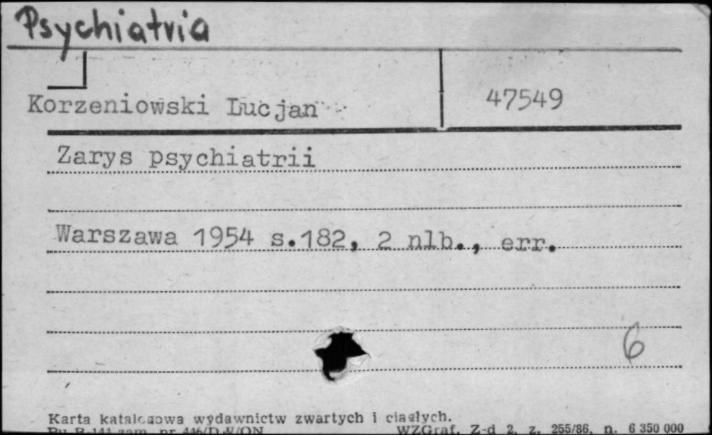 Psychiatria
Korzeniowski Lucjan
47549
Zarys psychiatrii
Warszawa 1954 s.182, 2 nlb., err.
6
Karta katalogowa wydawnictw zwartych i ciągłych.
WZGraf. Z-d 2. z. 255/86. n. 6 350 000